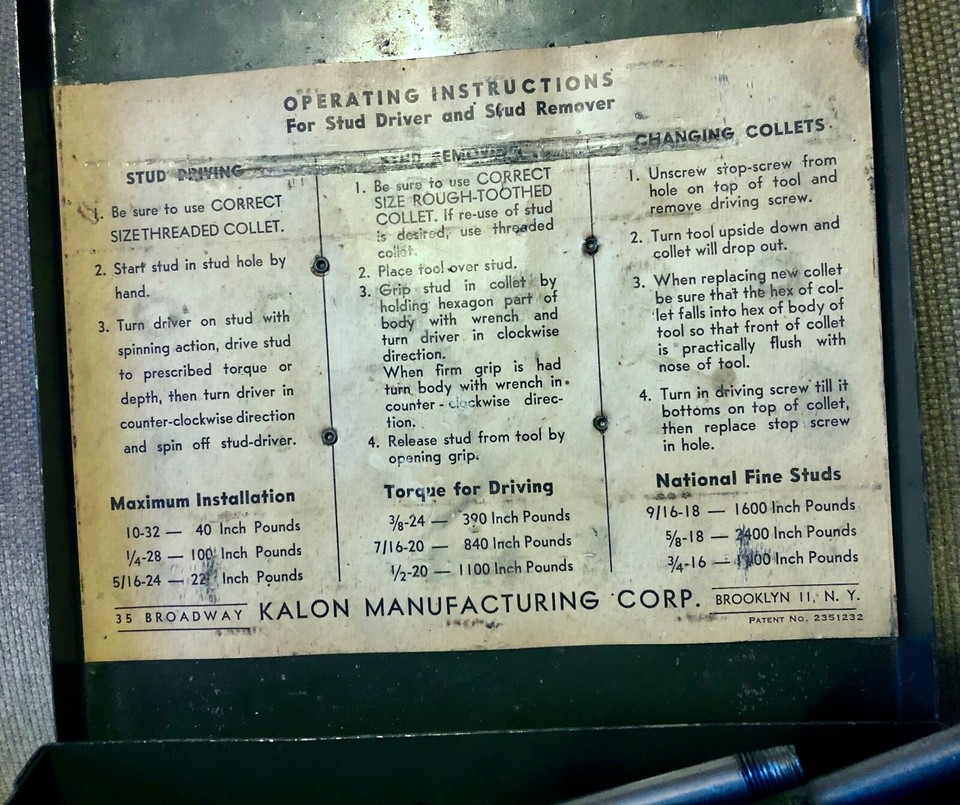 OPERATING INSTRUCTIONS
For Stud Driver and Stud Remover
STUD DRIVING
1. Be sure to use CORRECT
SIZE THREADED COLLET.
2. Start stud in stud hole by
hand.
3. Turn driver on stud with
spinning action, drive stud
to prescribed torque or
depth, then turn driver in
counter-clockwise direction
and spin off stud-driver.
STUD REMOVING
1. Be sure to use CORRECT
SIZE ROUGH-TOOTHED
COLLET. If re-use of stud
is desired, use threaded
collet.
2. Place tool over stud.
3. Grip stud in collet by
holding hexagon part of
body with wrench and
turn driver in clockwise
direction.
When firm grip is had
turn body with wrench in
counter-clockwise direc-
tion.
4. Release stud from tool by
opening grip.
CHANGING COLLETS.
1. Unscrew stop-screw from
hole on top of tool and
remove driving screw.
2. Turn tool upside down and
collet will drop out.
3. When replacing new collet
be sure that the hex of col-
let falls into hex of body of
tool so that front of collet
is practically flush with
nose of tool.
4. Turn in driving screw till it
bottoms on top of collet,
then replace stop screw
in hole.
Maximum Installation Torque for Driving National Fine Studs
10-32 — 40 Inch Pounds
1/4-28 — 100 Inch Pounds
5/16-24 — Inch Pounds
3/8-24 — 390 Inch Pounds
7/16-20 — 840 Inch Pounds
1/2-20 — 1100 Inch Pounds
9/16-18 — 1600 Inch Pounds
5/8-18 — 2400 Inch Pounds
3/4-16 — Inch Pounds
35 BROADWAY KALON MANUFACTURING CORP. BROOKLYN 11, N. Y.
PATENT NO. 2351232